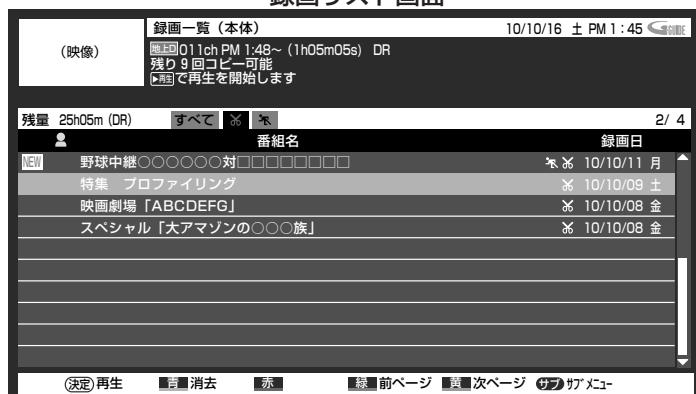 録画リスト画面
録画一覧（本体） 10/10/16 土 PM 1：45 G-GUIDE
（映像）
地上D 011ch PM 1:48～（1h05m05s） DR
残り9回コピー可能
▶再生で再生を開始します
残量 25h05m (DR) すべて 2/ 4
番組名 録画日
NEW 野球中継○○○○○○対□□□□□□□□ 10/10/11 月
特集 プロファイリング 10/10/09 土
映画劇場「ABCDEFG」 10/10/08 金
スペシャル「大アマゾンの○○○族」 10/10/08 金
決定 再生 青 消去 赤 緑 前ページ 黄 次ページ サブ サブメニュー